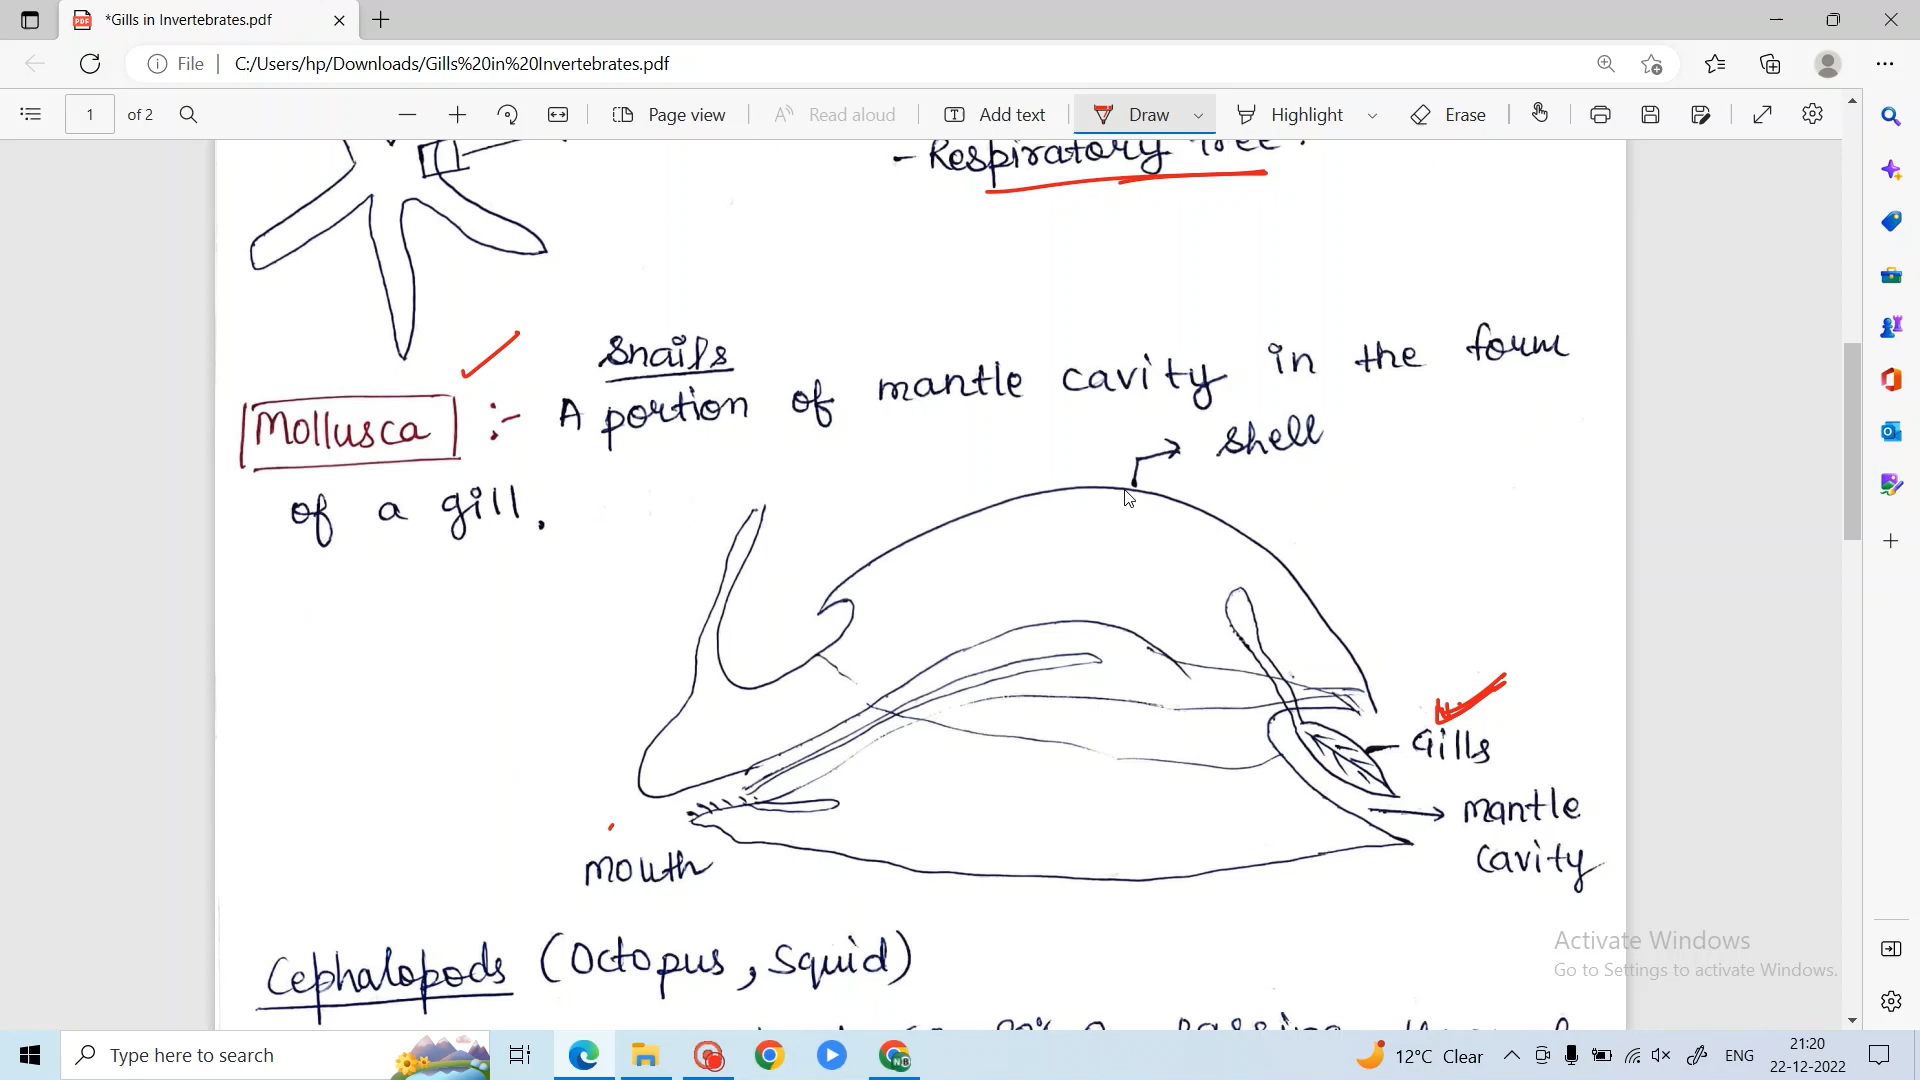 *Gills in Invertebrates.pdf
File
C:/Users/hp/Downloads/Gills%20in%20Invertebrates.pdf
1 of 2
Page view
Read aloud
Add text
Draw
Highlight
Erase
- Respiratory Tree .
Snails
Mollusca :- A portion of mantle cavity in the form
of a gill.
Shell
Gills
mantle
cavity
mouth
Cephalopods (Octopus, Squid)
Activate Windows
Go to Settings to activate Windows.
Type here to search
12°C Clear
ENG
21:20
22-12-2022